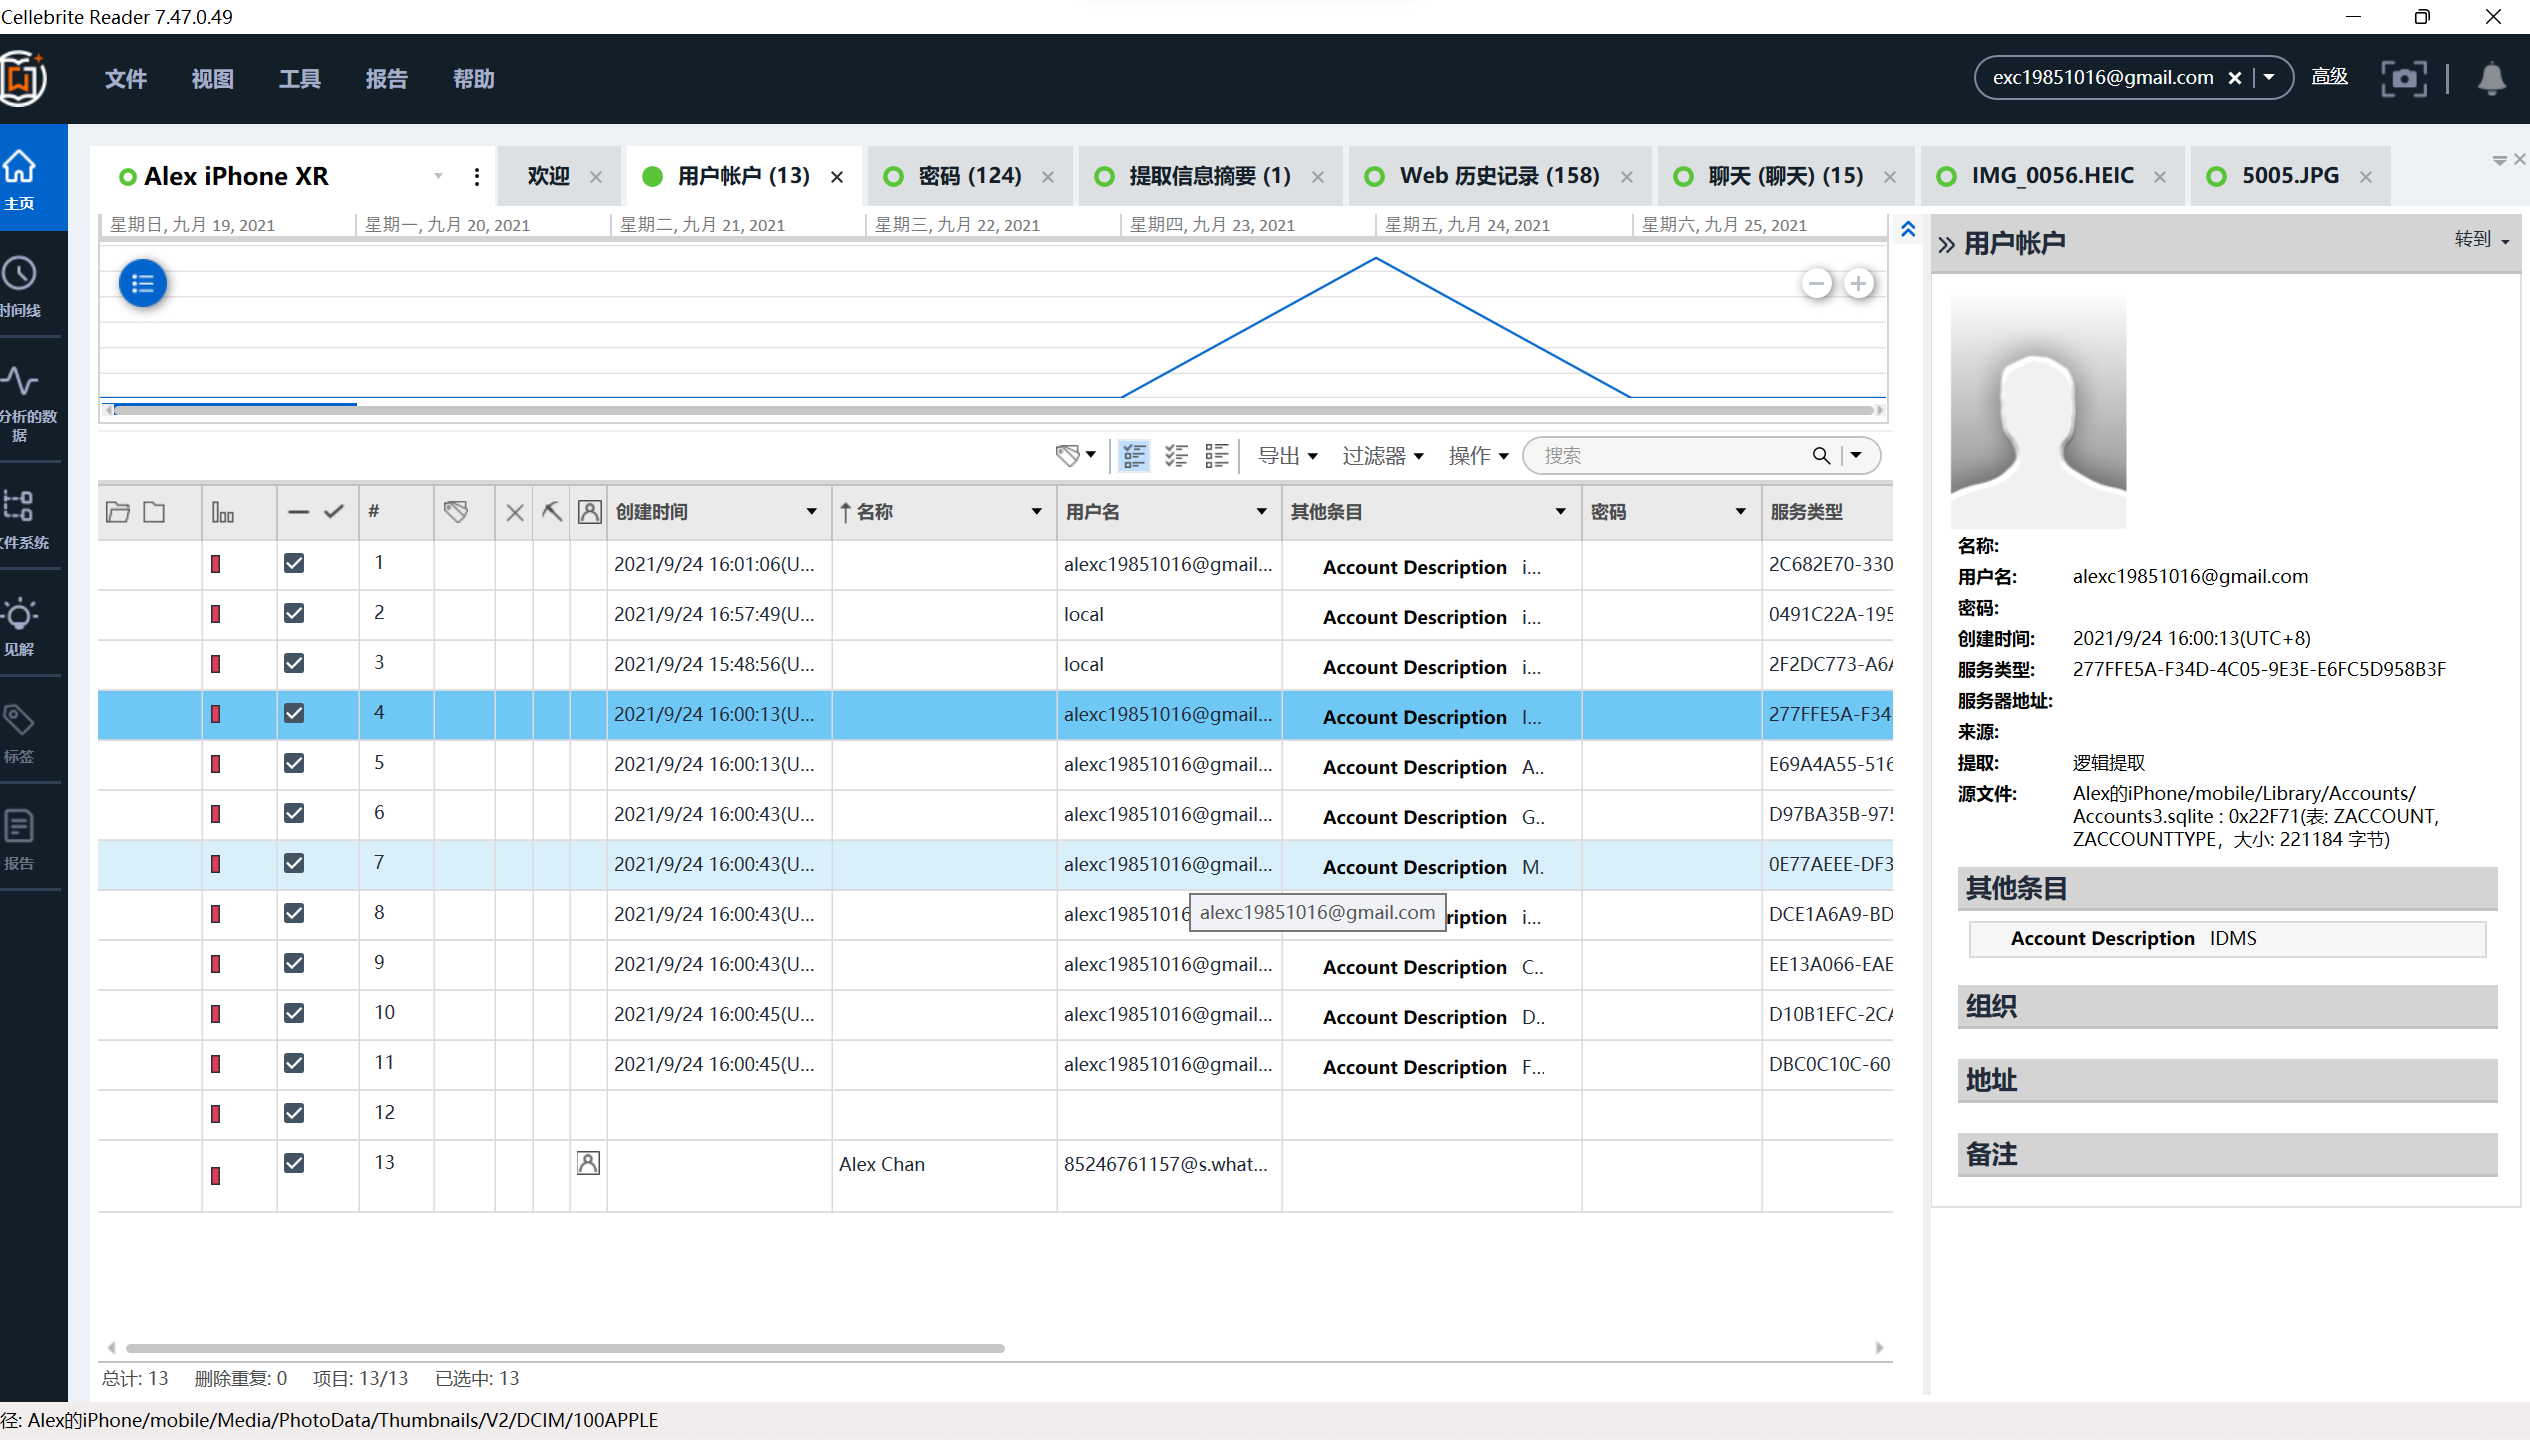 Cellebrite Reader 7.47.0.49
文件 视图 工具 报告 帮助
exc19851016@gmail.com 高级
Alex iPhone XR 欢迎 用户帐户 (13) 密码 (124) 提取信息摘要 (1) Web 历史记录 (158) 聊天 (聊天) (15) IMG_0056.HEIC 5005.JPG
主页
时间线
分析的数
据
文件系统
见解
标签
报告
星期日, 九月 19, 2021 星期一, 九月 20, 2021 星期二, 九月 21, 2021 星期三, 九月 22, 2021 星期四, 九月 23, 2021 星期五, 九月 24, 2021 星期六, 九月 25, 2021
导出 过滤器 操作 搜索
# 创建时间 名称 用户名 其他条目 密码 服务类型
1 2021/9/24 16:01:06(U... alexc19851016@gmail... Account Description i... 2C682E70-330
2 2021/9/24 16:57:49(U... local Account Description i... 0491C22A-195
3 2021/9/24 15:48:56(U... local Account Description i... 2F2DC773-A6A
4 2021/9/24 16:00:13(U... alexc19851016@gmail... Account Description I... 277FFE5A-F34
5 2021/9/24 16:00:13(U... alexc19851016@gmail... Account Description A.. E69A4A55-516
6 2021/9/24 16:00:43(U... alexc19851016@gmail... Account Description G.. D97BA35B-975
7 2021/9/24 16:00:43(U... alexc19851016@gmail... Account Description M. 0E77AEEE-DF3
8 2021/9/24 16:00:43(U... alexc19851016 alexc19851016@gmail.com ription i... DCE1A6A9-BD
9 2021/9/24 16:00:43(U... alexc19851016@gmail... Account Description C.. EE13A066-EAE
10 2021/9/24 16:00:45(U... alexc19851016@gmail... Account Description D.. D10B1EFC-2CA
11 2021/9/24 16:00:45(U... alexc19851016@gmail... Account Description F... DBC0C10C-60
12
13 Alex Chan 85246761157@s.what...
总计: 13 删除重复: 0 项目: 13/13 已选中: 13
用户帐户 转到
名称:
用户名: alexc19851016@gmail.com
密码:
创建时间: 2021/9/24 16:00:13(UTC+8)
服务类型: 277FFE5A-F34D-4C05-9E3E-E6FC5D958B3F
服务器地址:
来源:
提取: 逻辑提取
源文件: Alex的iPhone/mobile/Library/Accounts/
Accounts3.sqlite : 0x22F71(表: ZACCOUNT,
ZACCOUNTTYPE，大小: 221184 字节)
其他条目
Account Description IDMS
组织
地址
备注
径: Alex的iPhone/mobile/Media/PhotoData/Thumbnails/V2/DCIM/100APPLE